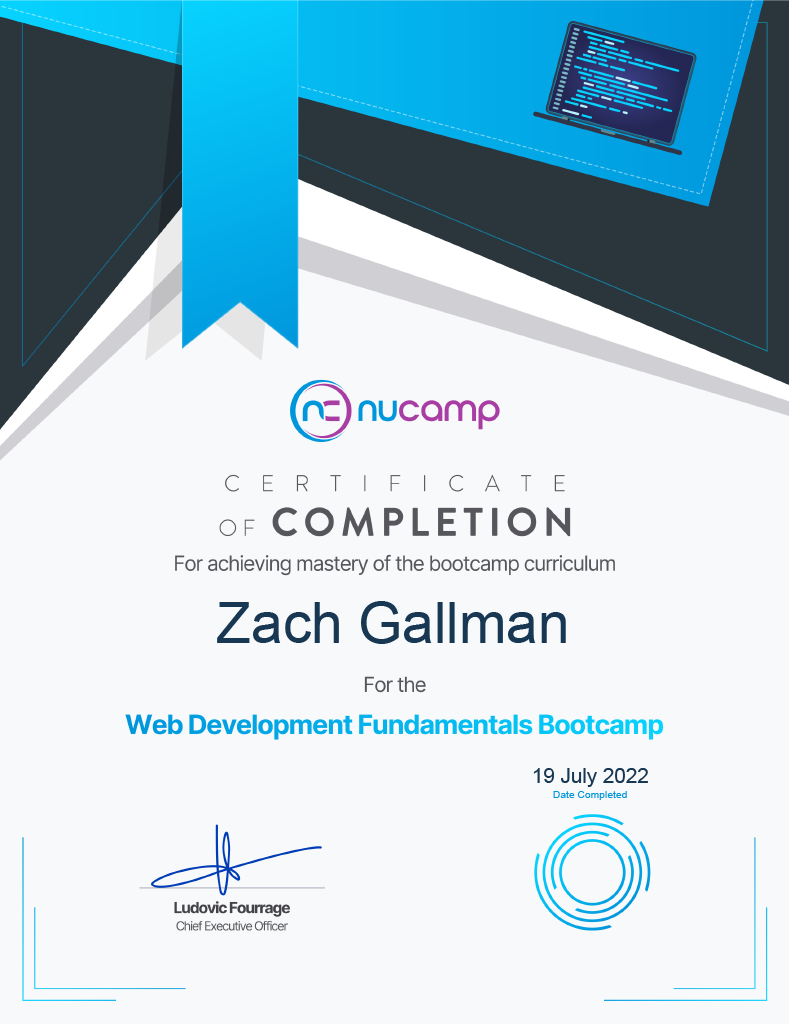 nc nucamp
CERTIFICATE
OF COMPLETION
For achieving mastery of the bootcamp curriculum
Zach Gallman
For the
Web Development Fundamentals Bootcamp
19 July 2022
Date Completed
Ludovic Fourrage
Chief Executive Officer